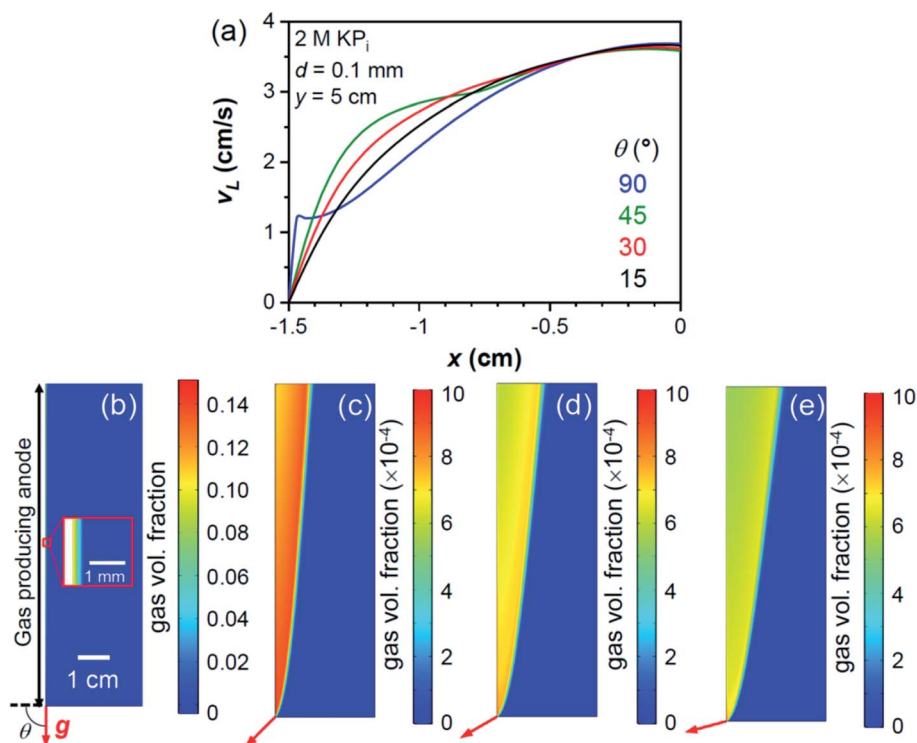 (a)
2 M KPᵢ
d = 0.1 mm
y = 5 cm
v_L (cm/s)
4
3
2
1
0
θ (°)
90
45
30
15
-1.5
-1
-0.5
0
x (cm)
(b)
Gas producing anode
1 mm
1 cm
θ
g
0.14
0.12
0.10
0.08
0.06
0.04
0.02
0
gas vol. fraction
(c)
10
8
6
4
2
0
gas vol. fraction (×10⁻⁴)
(d)
10
8
6
4
2
0
gas vol. fraction (×10⁻⁴)
(e)
10
8
6
4
2
0
gas vol. fraction (×10⁻⁴)